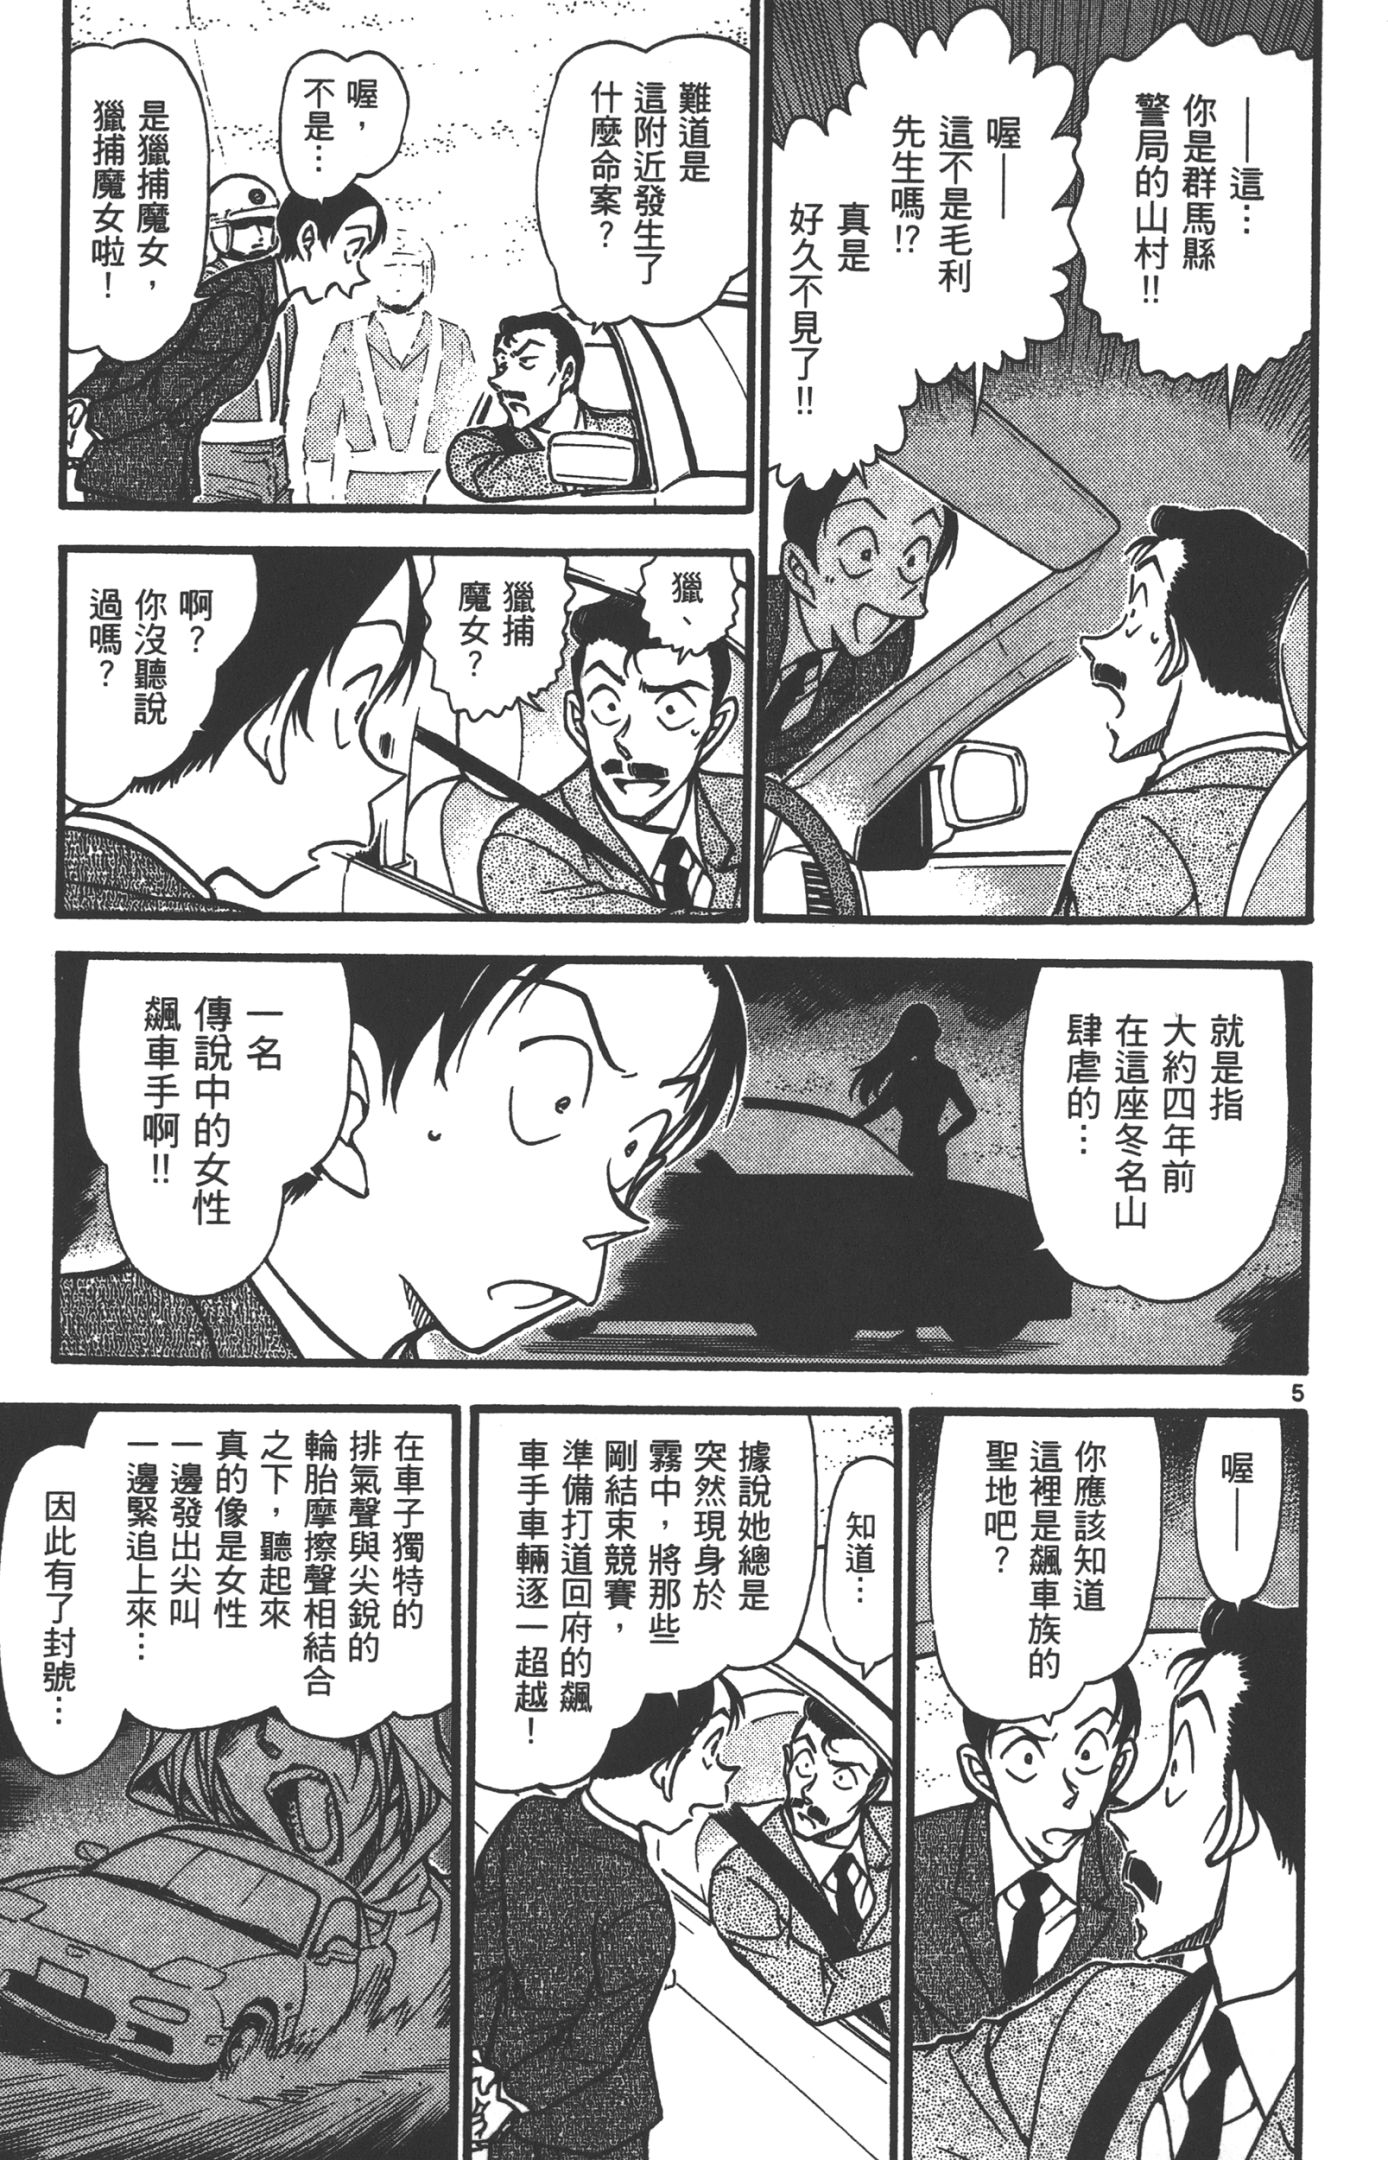 ——這…
你是群馬縣
警局的山村!!
喔——
這不是毛利
先生嗎!?
真是
好久不見了!!
難道是
這附近發生了
什麼命案?
喔,
不是…
是獵捕魔女,
獵捕魔女啦!
獵、
獵捕
魔女?
啊?
你沒聽說
過嗎?
就是指
大約四年前
在這座冬名山
肆虐的…
一名
傳說中的女性
飆車手啊!!
5
喔——
你應該知道
這裡是飆車族的
聖地吧?
知道…
據說她總是
突然現身於
霧中,將那些
剛結束競賽,
準備打道回府的飆
車手車輛逐一超越!
在車子獨特的
排氣聲與尖銳的
輪胎摩擦聲相結合
之下,聽起來
真的像是女性
一邊發出尖叫
一邊緊追上來…
因此有了封號…